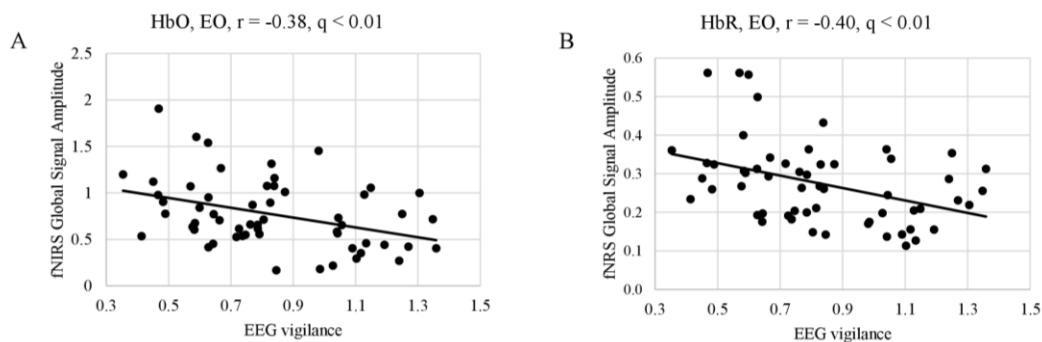 A
HbO, EO, r = -0.38, q < 0.01
fNIRS Global Signal Amplitude
2.5
2
1.5
1
0.5
0
0.3 0.5 0.7 0.9 1.1 1.3 1.5
EEG vigilance
B
HbR, EO, r = -0.40, q < 0.01
fNRS Global Signal Amplitude
0.6
0.5
0.4
0.3
0.2
0.1
0.0
0.3 0.5 0.7 0.9 1.1 1.3 1.5
EEG vigilance